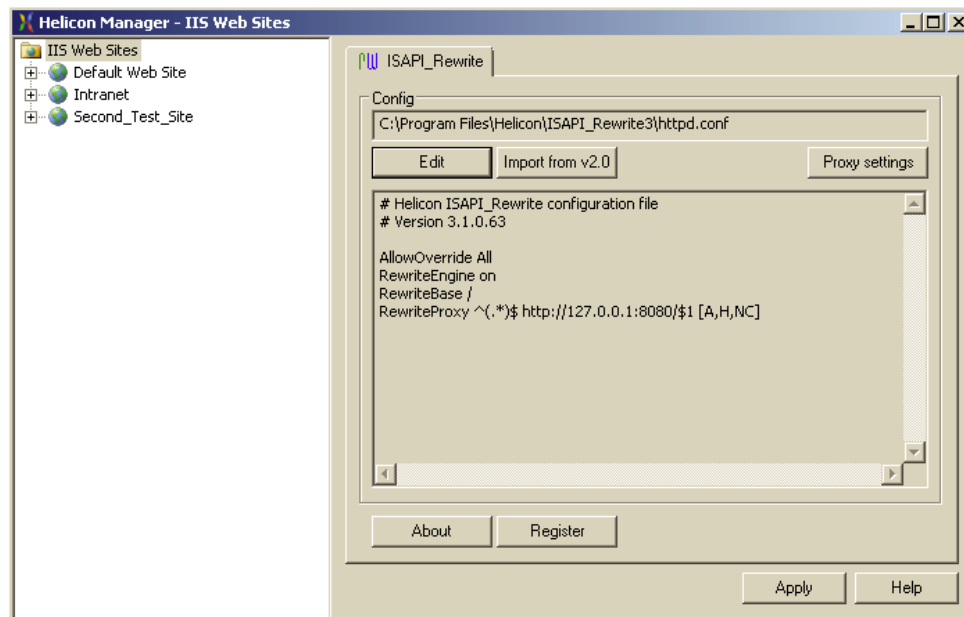 Helicon Manager - IIS Web Sites
IIS Web Sites
Default Web Site
Intranet
Second_Test_Site
ISAPI_Rewrite
Config
C:\Program Files\Helicon\ISAPI_Rewrite3\httpd.conf
Edit
Import from v2.0
Proxy settings
# Helicon ISAPI_Rewrite configuration file
# Version 3.1.0.63
AllowOverride All
RewriteEngine on
RewriteBase /
RewriteProxy ^(.*)$ http://127.0.0.1:8080/$1 [A,H,NC]
About
Register
Apply
Help